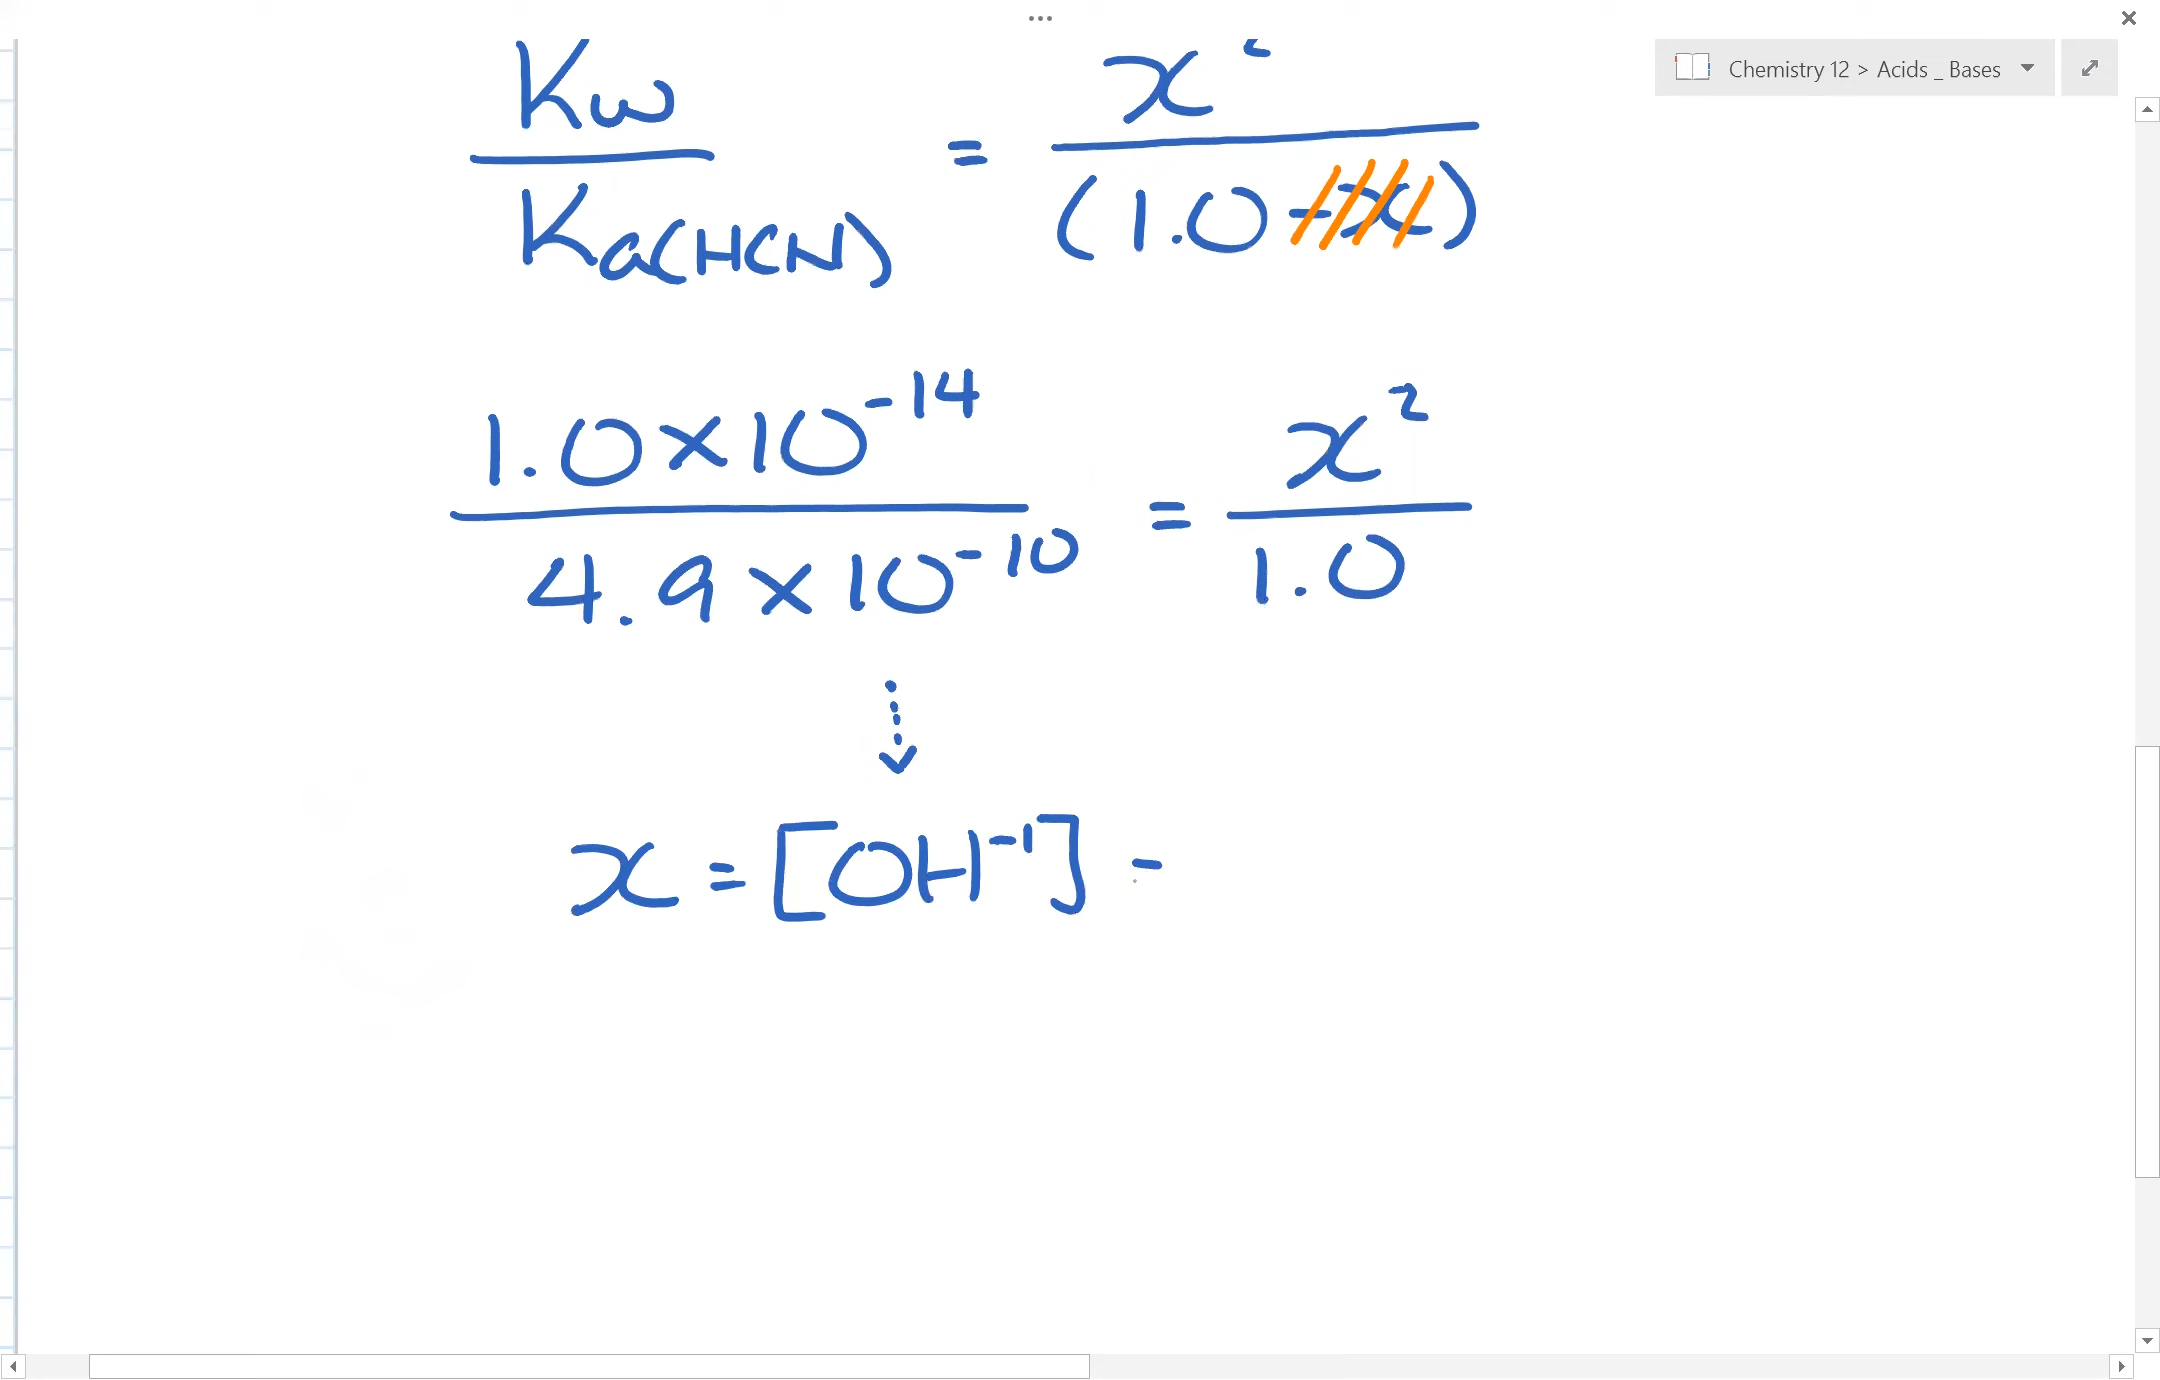 Chemistry 12 > Acids _ Bases
Kw / Ka(HCN) = x² / (1.0 - x)
1.0 x 10⁻¹⁴ / 4.9 x 10⁻¹⁰ = x² / 1.0
x = [OH⁻¹] -